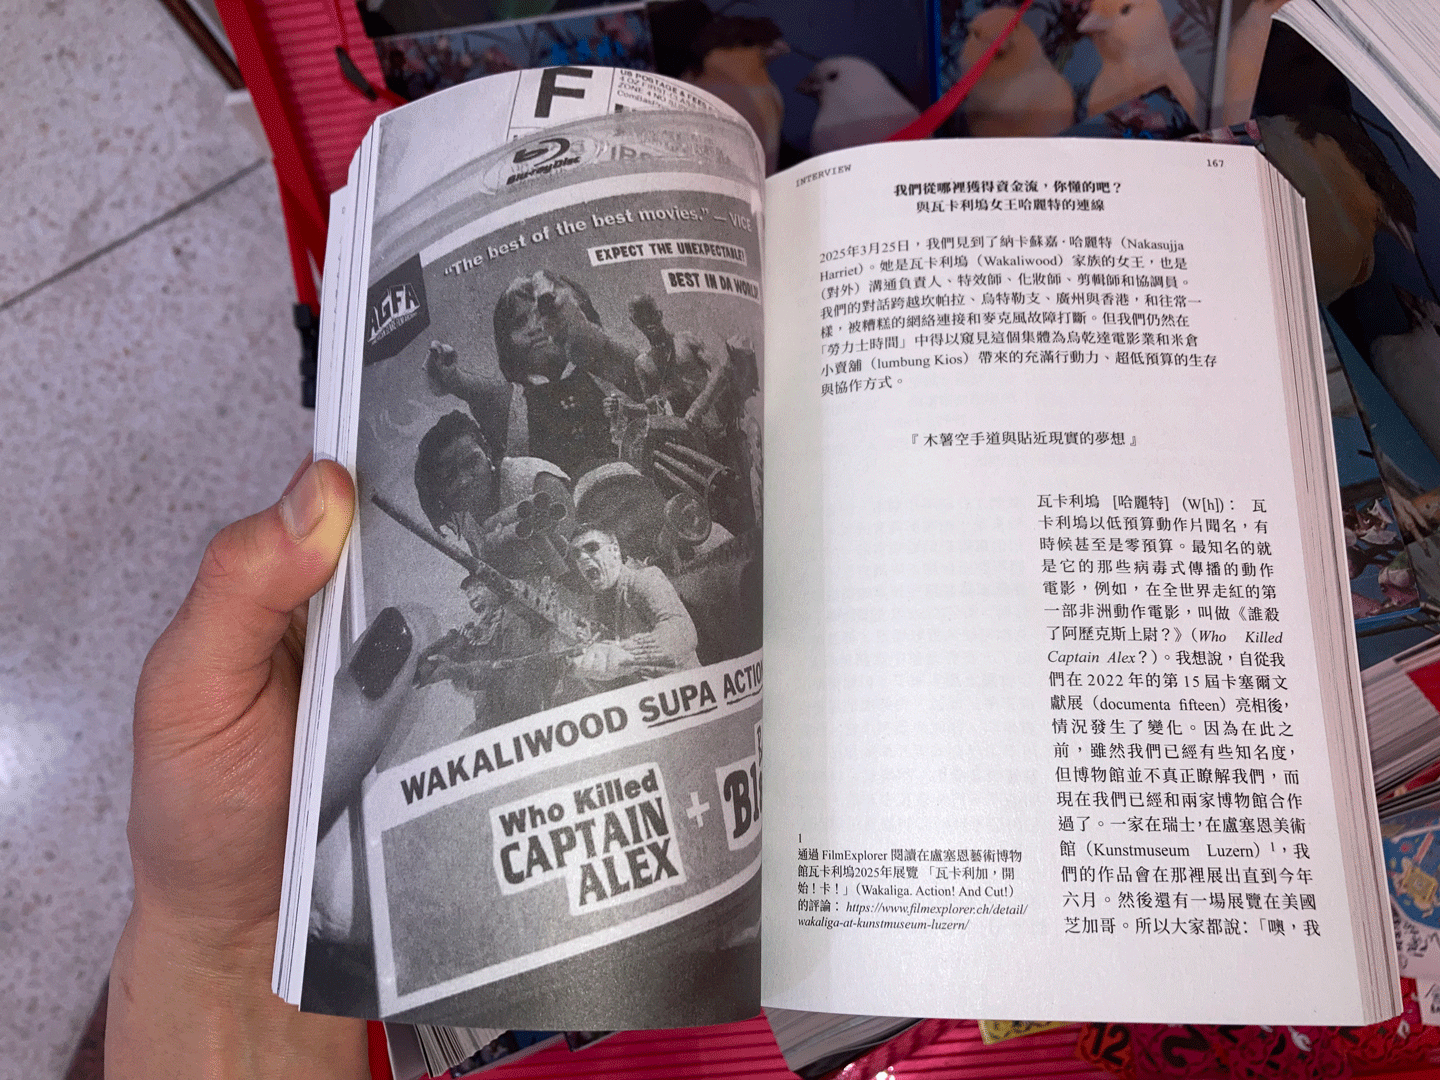 F
US POSTAGE & FEES
4 OZ FIRST-CLASS
Blu-ray Disc
"The best of the best movies." — VICE
EXPECT THE UNEXPECTABLE!
BEST IN DA WORLD
AGFA
WAKALIWOOD SUPA ACTIO
Who Killed
CAPTAIN
ALEX
+
INTERVIEW
167
我們從哪裡獲得資金流，你懂的吧？
與瓦卡利塢女王哈麗特的連線
2025年3月25日，我們見到了納卡蘇嘉·哈麗特（Nakasujja
Harriet）。她是瓦卡利塢（Wakaliwood）家族的女王，也是
（對外）溝通負責人、特效師、化妝師、剪輯師和協調員。
我們的對話跨越坎帕拉、烏特勒支、廣州與香港，和往常一
樣，被糟糕的網絡連接和麥克風故障打斷。但我們仍然在
「勞力士時間」中得以窺見這個集體為烏乾達電影業和米倉
小賣舖（lumbung Kios）帶來的充滿行動力、超低預算的生存
與協作方式。
『 木薯空手道與貼近現實的夢想 』
瓦卡利塢 [哈麗特] (W[h])： 瓦
卡利塢以低預算動作片聞名，有
時候甚至是零預算。最知名的就
是它的那些病毒式傳播的動作
電影，例如，在全世界走紅的第
一部非洲動作電影，叫做《誰殺
了阿歷克斯上尉？》（Who Killed
Captain Alex？）。我想說，自從我
們在 2022 年的第 15 屆卡塞爾文
獻展（documenta fifteen）亮相後，
情況發生了變化。因為在此之
前，雖然我們已經有些知名度，
但博物館並不真正瞭解我們，而
現在我們已經和兩家博物館合作
過了。一家在瑞士，在盧塞恩美術
館（Kunstmuseum Luzern）1，我
們的作品會在那裡展出直到今年
六月。然後還有一場展覽在美國
芝加哥。所以大家都說：「噢，我
1
通過 FilmExplorer 閱讀在盧塞恩藝術博物
館瓦卡利塢2025年展覽 「瓦卡利加，開
始！卡！」（Wakaliga. Action! And Cut!）
的評論： https://www.filmexplorer.ch/detail/
wakaliga-at-kunstmuseum-luzern/
12